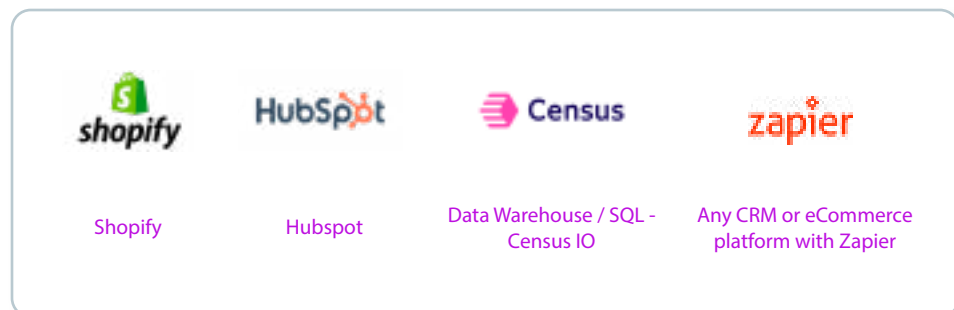 shopify
HubSpot
Census
zapier
Shopify
Hubspot
Data Warehouse / SQL -
Census IO
Any CRM or eCommerce
platform with Zapier